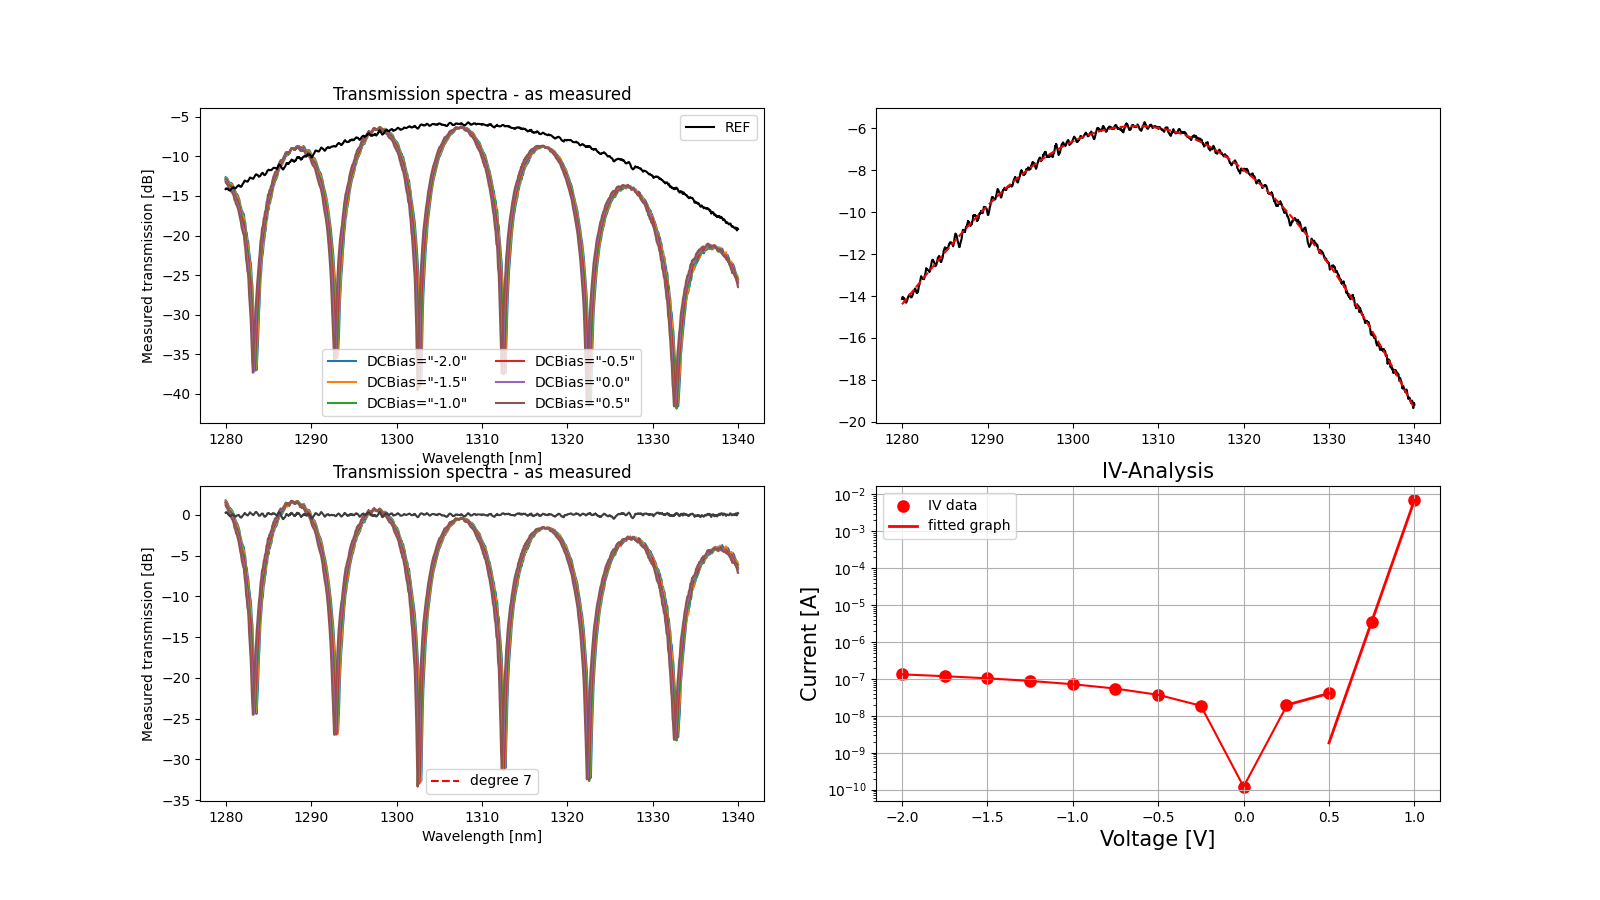 Transmission spectra - as measured
Measured transmission [dB]
−5
−10
−15
−20
−25
−30
−35
−40
REF
DCBias="-2.0"
DCBias="-1.5"
DCBias="-1.0"
DCBias="-0.5"
DCBias="0.0"
DCBias="0.5"
1280 1290 1300 1310 1320 1330 1340
Wavelength [nm]
−6
−8
−10
−12
−14
−16
−18
−20
1280 1290 1300 1310 1320 1330 1340
Transmission spectra - as measured
Measured transmission [dB]
0
−5
−10
−15
−20
−25
−30
−35
degree 7
1280 1290 1300 1310 1320 1330 1340
Wavelength [nm]
IV-Analysis
Current [A]
10⁻²
10⁻³
10⁻⁴
10⁻⁵
10⁻⁶
10⁻⁷
10⁻⁸
10⁻⁹
10⁻¹⁰
IV data
fitted graph
−2.0 −1.5 −1.0 −0.5 0.0 0.5 1.0
Voltage [V]